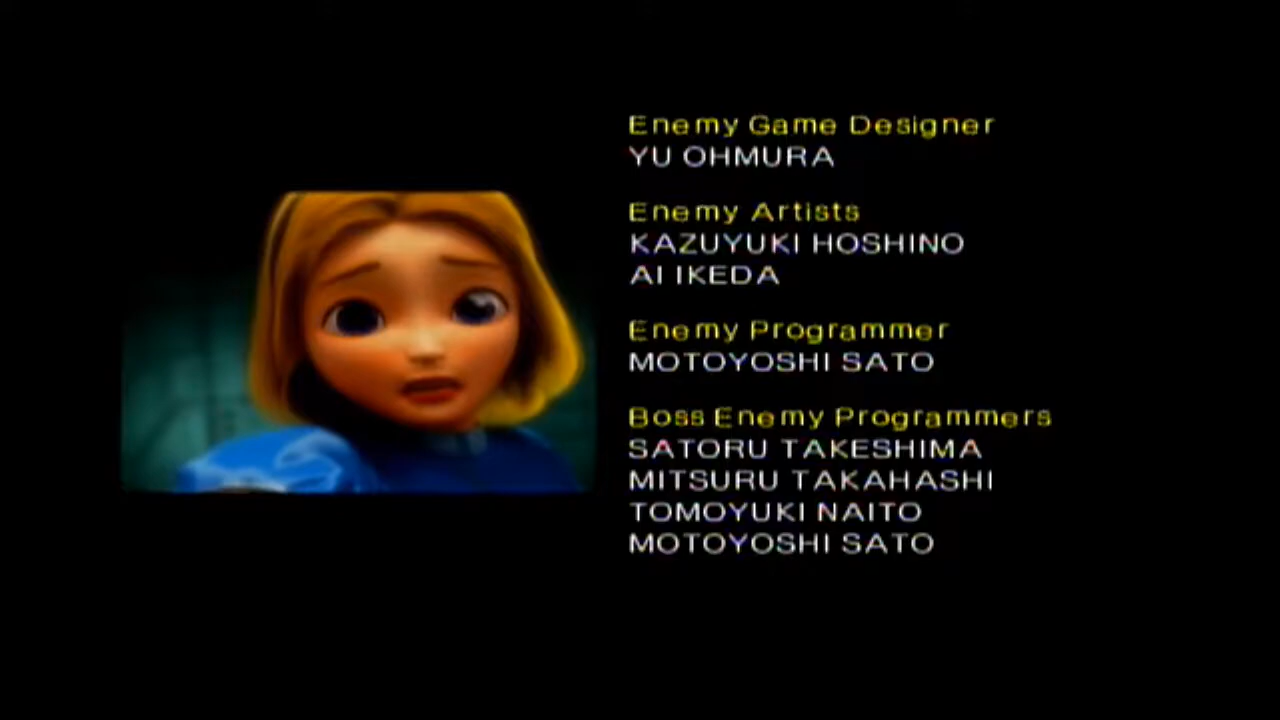 Enemy Game Designer
YU OHMURA
Enemy Artists
KAZUYUKI HOSHINO
AI IKEDA
Enemy Programmer
MOTOYOSHI SATO
Boss Enemy Programmers
SATORU TAKESHIMA
MITSURU TAKAHASHI
TOMOYUKI NAITO
MOTOYOSHI SATO